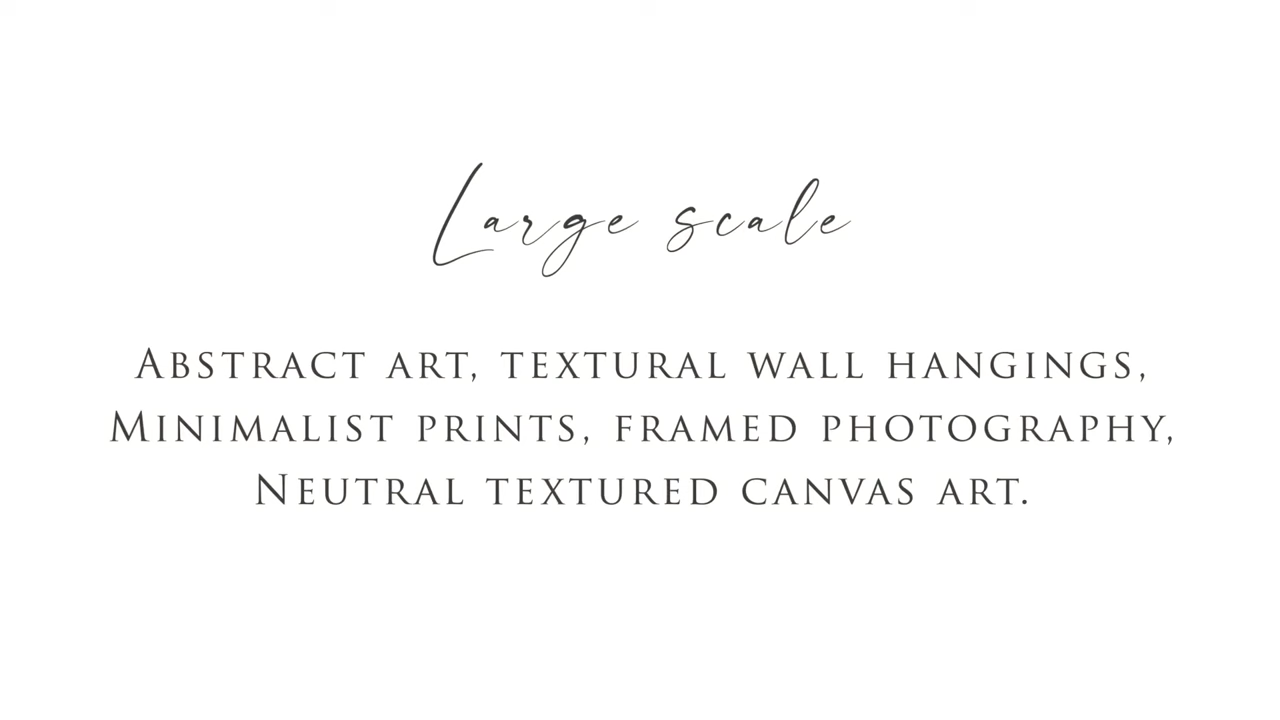 Large scale
Abstract art, textural wall hangings,
Minimalist prints, framed photography,
Neutral textured canvas art.